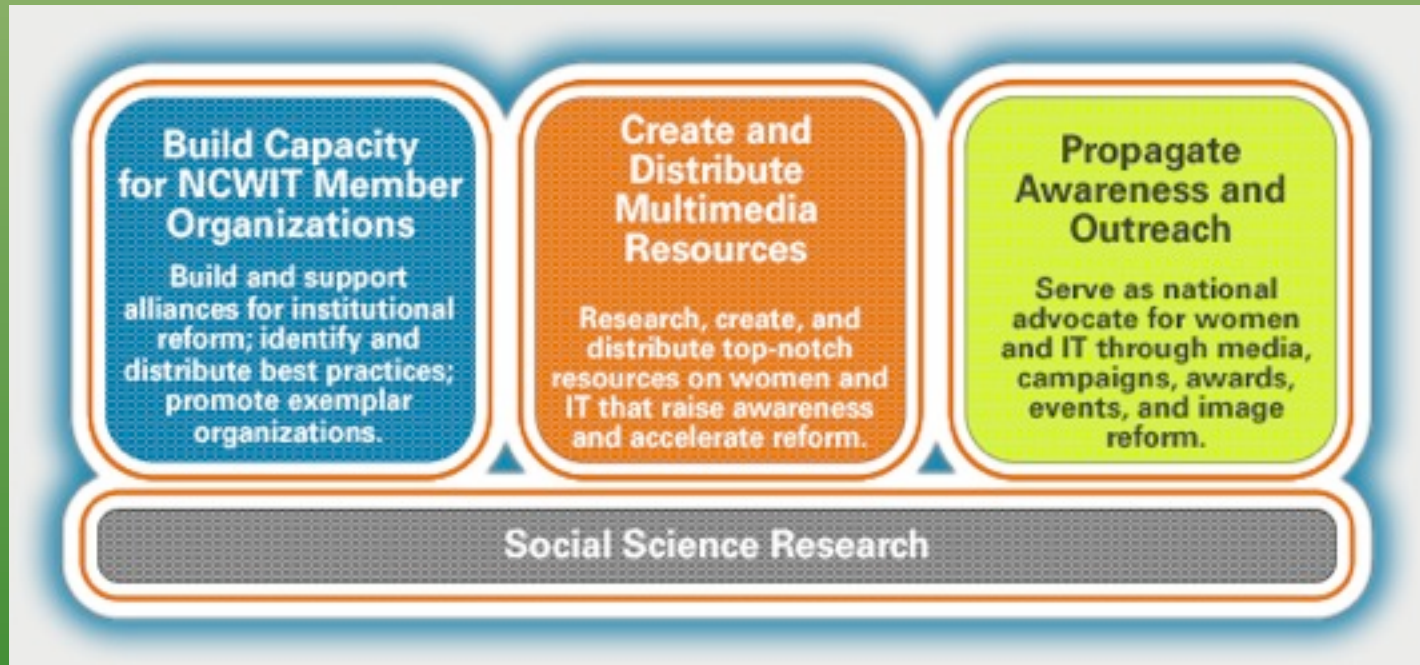 Build Capacity
for NCWIT Member
Organizations
Build and support
alliances for institutional
reform; identify and
distribute best practices;
promote exemplar
organizations.
Create and
Distribute
Multimedia
Resources
Research, create, and
distribute top-notch
resources on women and
IT that raise awareness
and accelerate reform.
Propagate
Awareness and
Outreach
Serve as national
advocate for women
and IT through media,
campaigns, awards,
events, and image
reform.
Social Science Research